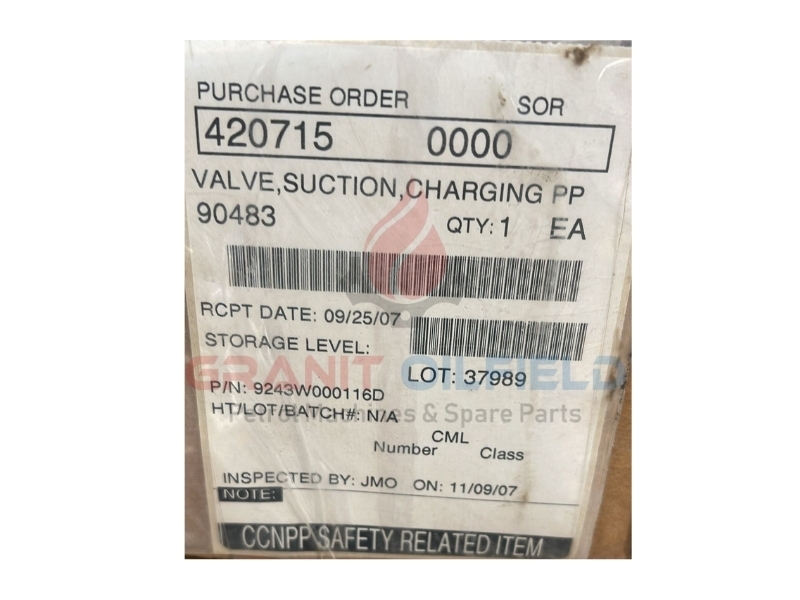 PURCHASE ORDER SOR
420715 0000
VALVE,SUCTION,CHARGING PP
90483 QTY: 1 EA
RCPT DATE: 09/25/07
STORAGE LEVEL:
GRANIT OILFIELD
LOT: 37989
P/N: 9243W000116D
Petrol Machines & Spare Parts
HT/LOT/BATCH#: N/A
CML
Number Class
INSPECTED BY: JMO ON: 11/09/07
NOTE:
CCNPP SAFETY RELATED ITEM